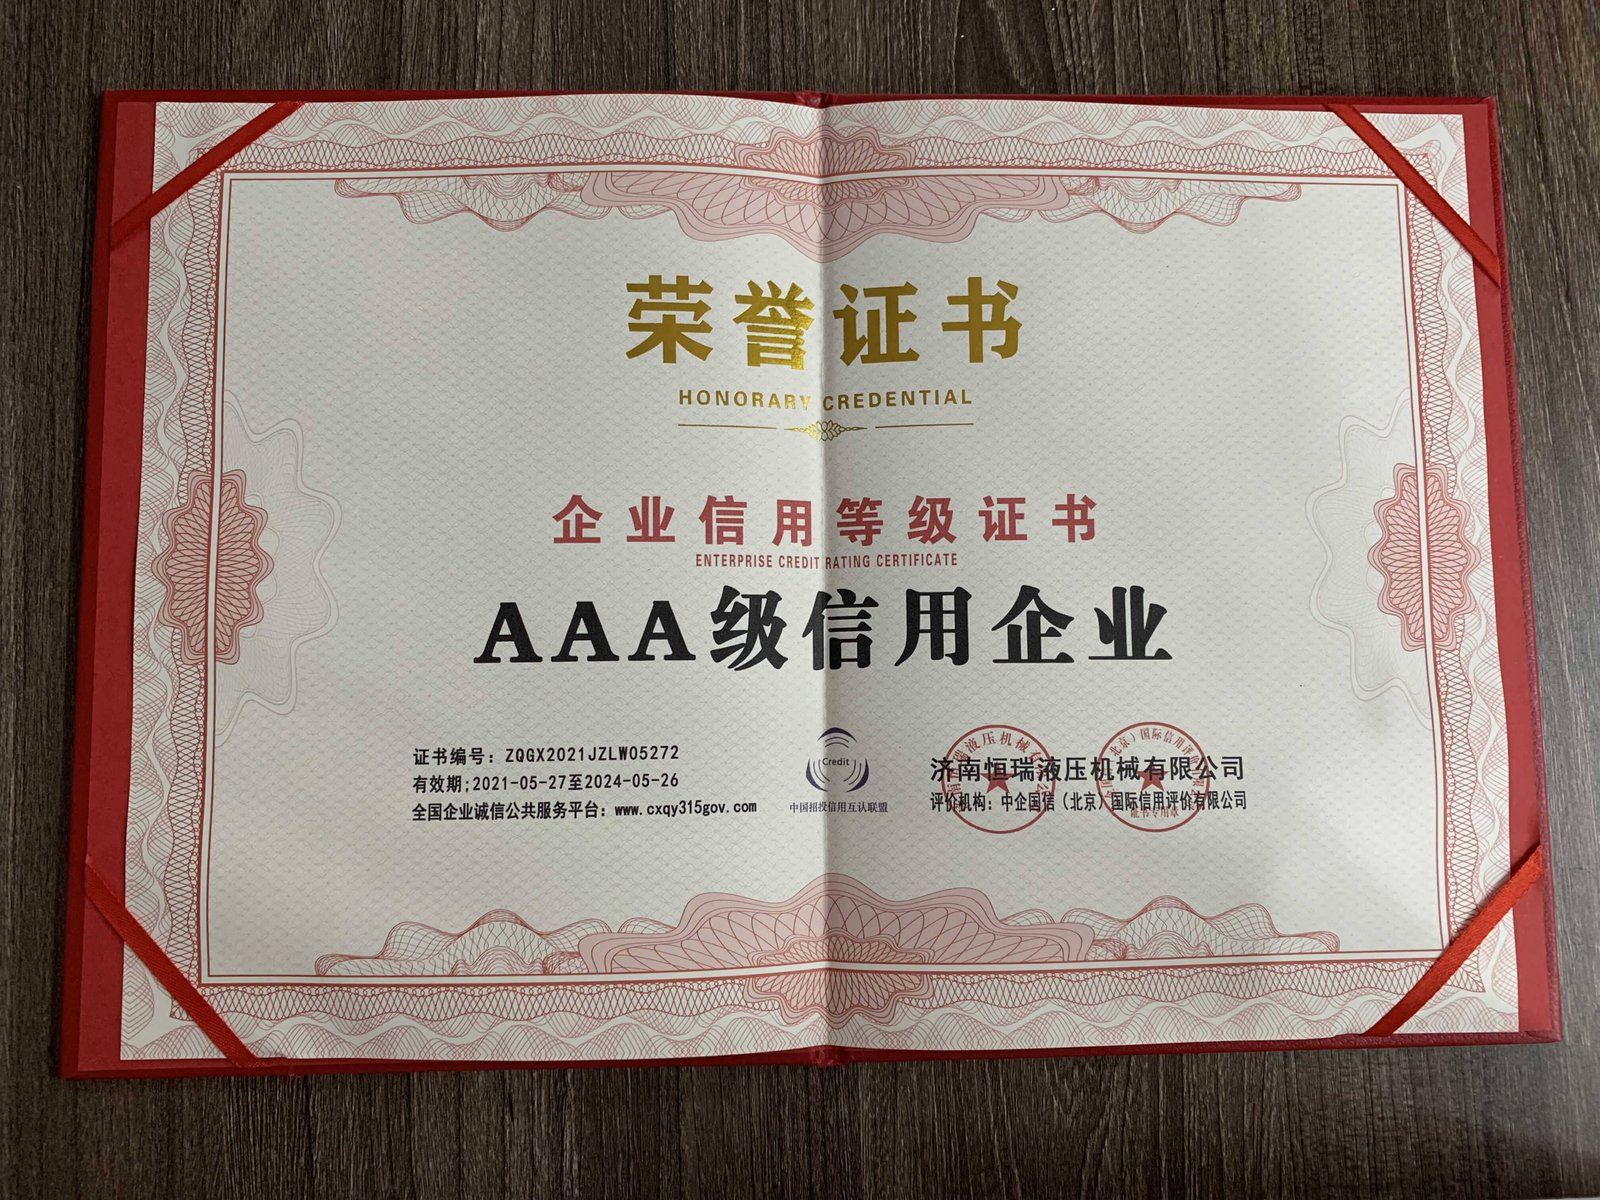 荣誉证书
HONORARY CREDENTIAL
企业信用等级证书
ENTERPRISE CREDIT RATING CERTIFICATE
AAA级信用企业
证书编号：ZQGX2021JZLW05272
有效期;2021-05-27至2024-05-26
全国企业诚信公共服务平台：www.cxqy315gov.com
Credit
中国招投信用互认联盟
济南恒瑞液压机械有限公司
评价机构：中企国信（北京）国际信用评价有限公司
证书专用章